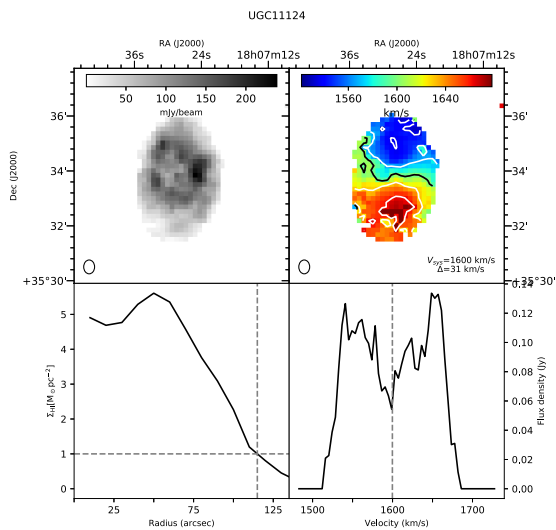 UGC11124
RA (J2000)
RA (J2000)
36s 24s 18h07m12s
36s 24s 18h07m12s
50 100 150 200
mJy/beam
1560 1600 1640
km/s
36'
34'
32'
+35°30'
Dec (J2000)
36'
34'
32'
+35°30'
V_sys=1600 km/s
Δ=31 km/s
5
4
3
2
1
0
Σ_HI[M_⊙ pc⁻²]
25 75 125
Radius (arcsec)
0.14
0.12
0.10
0.08
0.06
0.04
0.02
0.00
Flux density (Jy)
1500 1600 1700
Velocity (km/s)